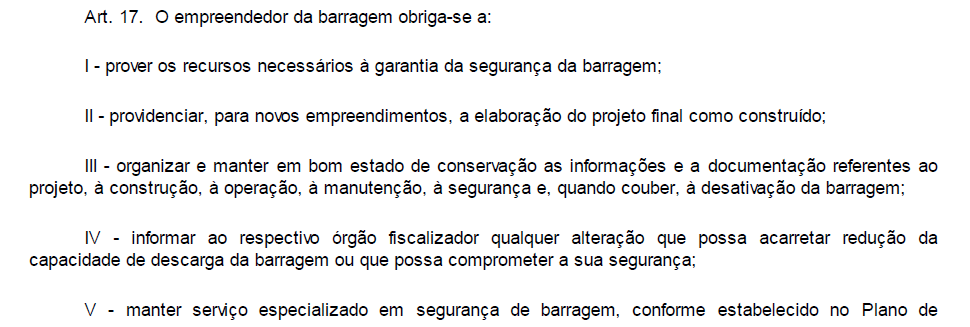 Art. 17. O empreendedor da barragem obriga-se a:
I - prover os recursos necessários à garantia da segurança da barragem;
II - providenciar, para novos empreendimentos, a elaboração do projeto final como construído;
III - organizar e manter em bom estado de conservação as informações e a documentação referentes ao
projeto, à construção, à operação, à manutenção, à segurança e, quando couber, à desativação da barragem;
IV - informar ao respectivo órgão fiscalizador qualquer alteração que possa acarretar redução da
capacidade de descarga da barragem ou que possa comprometer a sua segurança;
V - manter serviço especializado em segurança de barragem, conforme estabelecido no Plano de